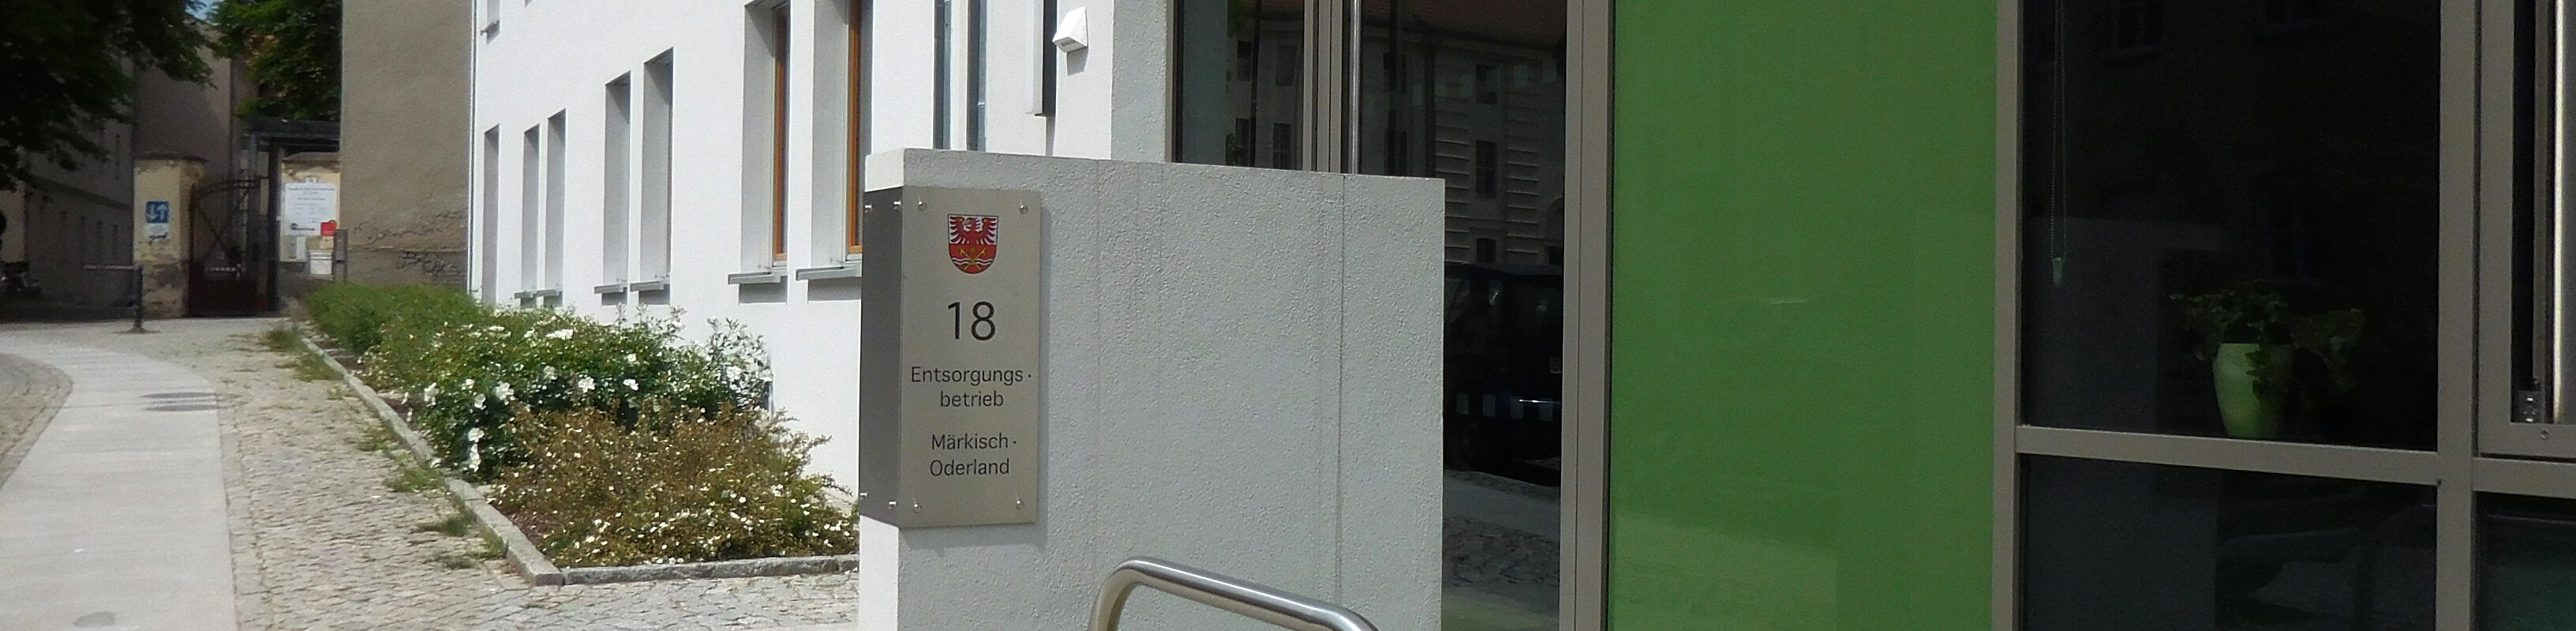 18
Entsorgungs-
betrieb
Märkisch-
Oderland